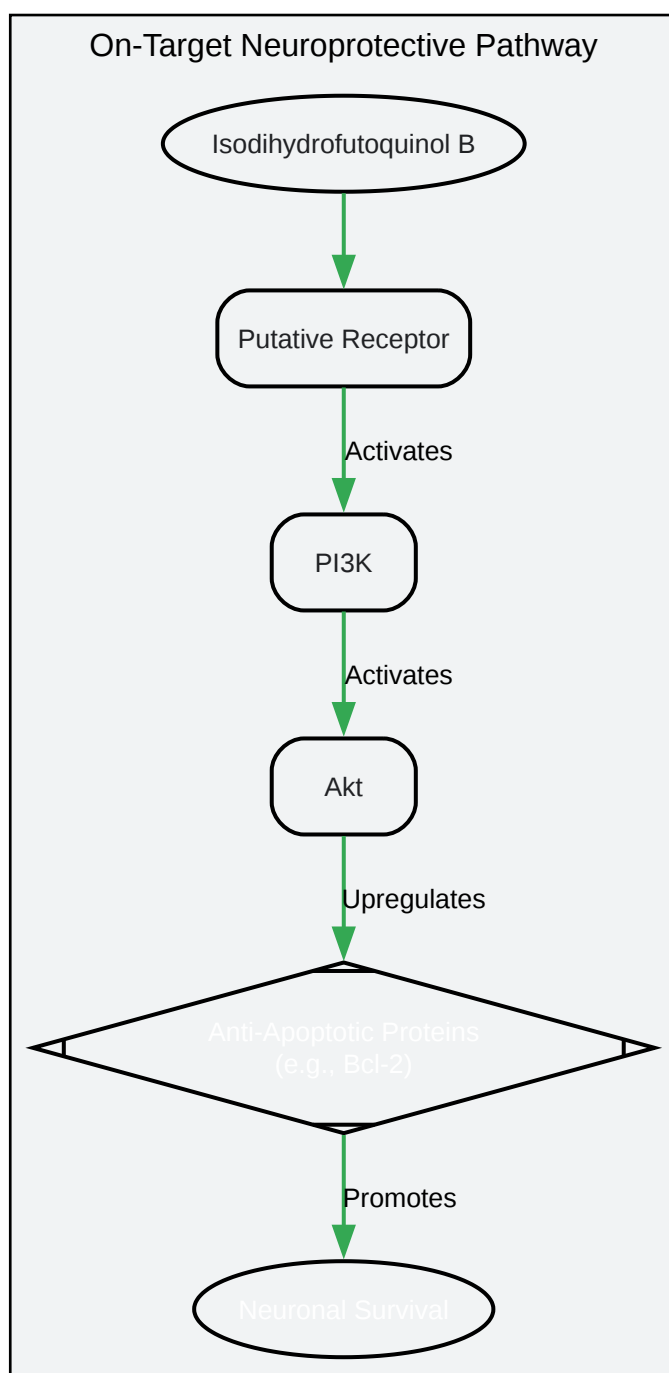 On-Target Neuroprotective Pathway
Isodihydrofutoquinol B
Putative Receptor
Activates
PI3K
Activates
Akt
Upregulates
Anti-Apoptotic Proteins
(e.g., Bcl-2)
Promotes
Neuronal Survival